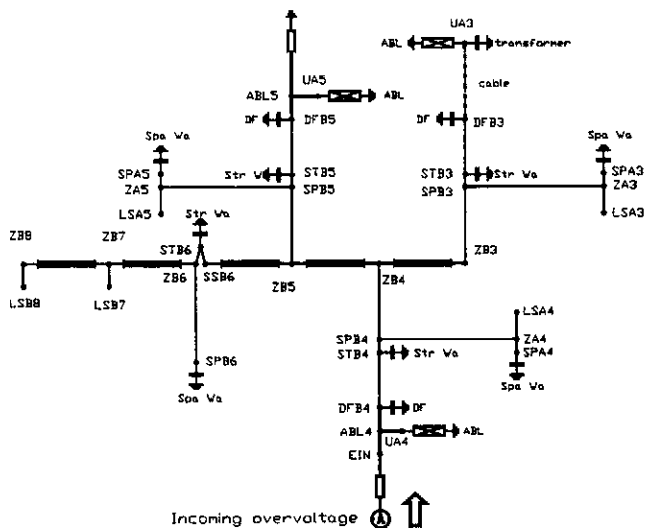 UA3
ABL
transformer
cable
UA5
ABL5
ABL
DF
DFB5
DF
DFB3
Spa Wa
Spa Wa
SPA5
ZA5
Str W
STB5
SPB5
STB3
Str Wa
SPB3
SPA3
ZA3
LSA5
Str Wa
LSA3
ZB8
ZB7
STB6
SSB6
ZB6
ZB5
ZB4
ZB3
LSB8
LSB7
LSA4
SPB4
STB4
Str Wa
ZA4
SPA4
SPB6
Spa Wa
Spa Wa
DFB4
DF
ABL4
UA4
ABL
EIN
Incoming overvoltage